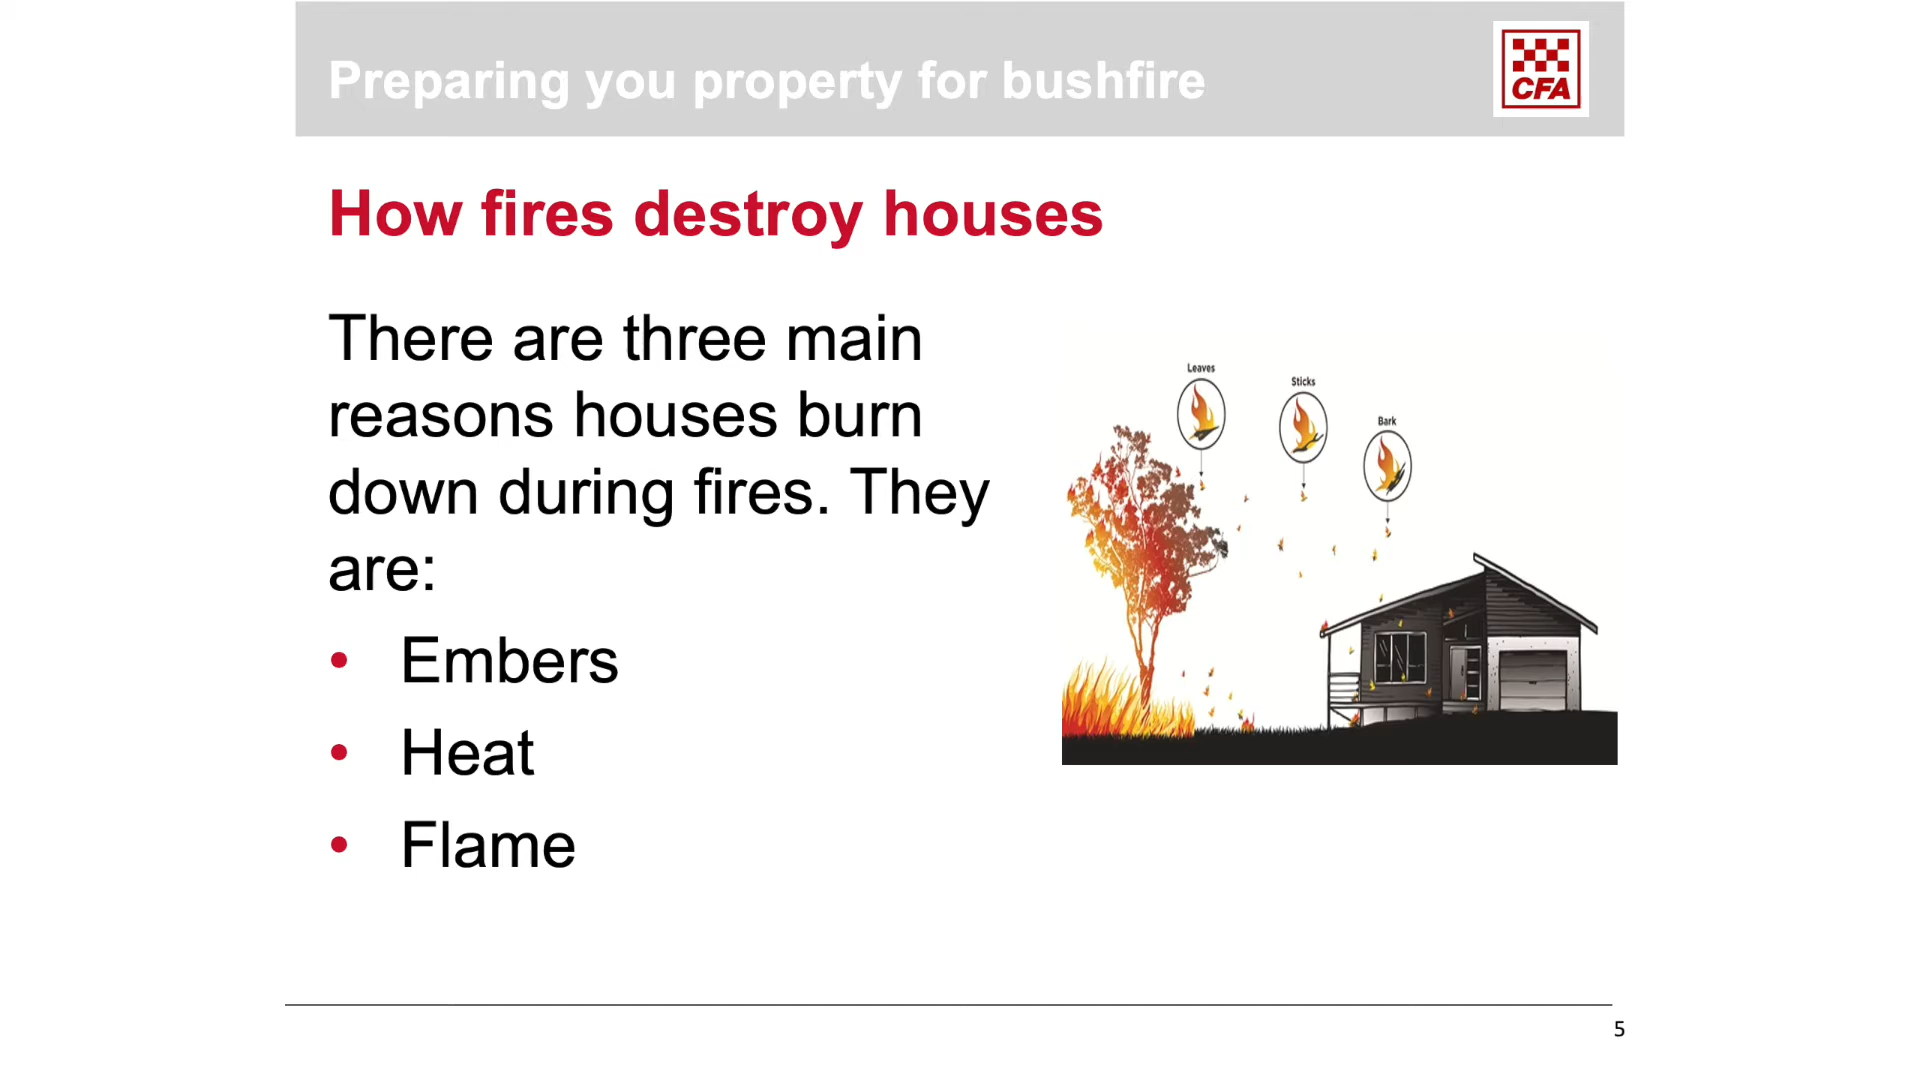 Preparing you property for bushfire
CFA
How fires destroy houses
There are three main
reasons houses burn
down during fires. They
are:
• Embers
• Heat
• Flame
Leaves
Sticks
Bark
5